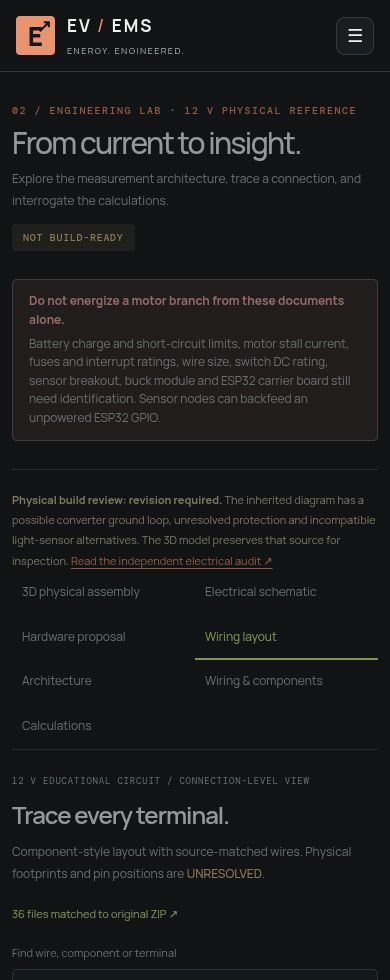 E
EV / EMS
ENERGY. ENGINEERED.
02 / ENGINEERING LAB · 12 V PHYSICAL REFERENCE
From current to insight.
Explore the measurement architecture, trace a connection, and
interrogate the calculations.
NOT BUILD-READY
Do not energize a motor branch from these documents
alone.
Battery charge and short-circuit limits, motor stall current,
fuses and interrupt ratings, wire size, switch DC rating,
sensor breakout, buck module and ESP32 carrier board still
need identification. Sensor nodes can backfeed an
unpowered ESP32 GPIO.
Physical build review: revision required. The inherited diagram has a
possible converter ground loop, unresolved protection and incompatible
light-sensor alternatives. The 3D model preserves that source for
inspection. Read the independent electrical audit ↗
3D physical assembly
Electrical schematic
Hardware proposal
Wiring layout
Architecture
Wiring & components
Calculations
12 V EDUCATIONAL CIRCUIT / CONNECTION-LEVEL VIEW
Trace every terminal.
Component-style layout with source-matched wires. Physical
footprints and pin positions are UNRESOLVED.
36 files matched to original ZIP ↗
Find wire, component or terminal